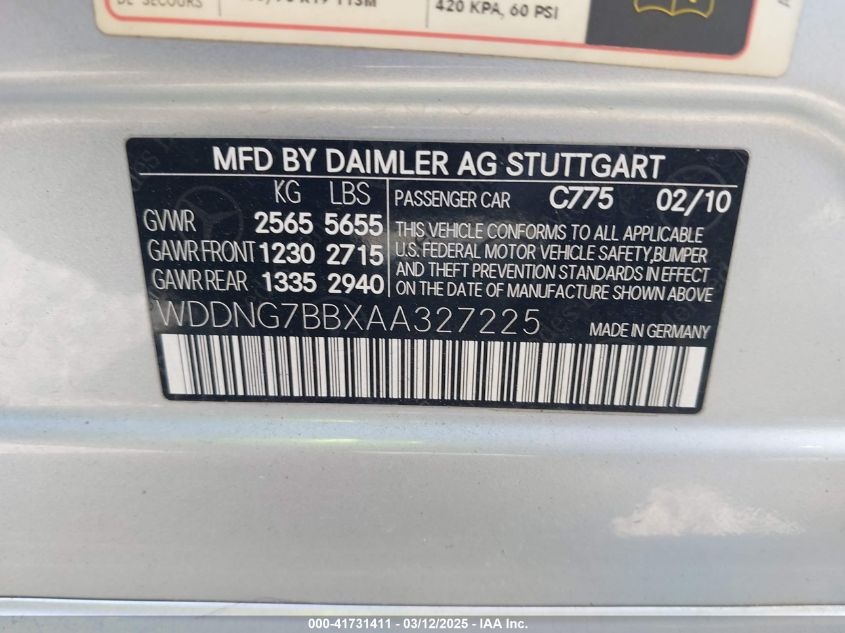 DE SECOURS
420 KPA, 60 PSI
MFD BY DAIMLER AG STUTTGART
KG LBS
GVWR 2565 5655
GAWR FRONT 1230 2715
GAWR REAR 1335 2940
PASSENGER CAR C775 02/10
THIS VEHICLE CONFORMS TO ALL APPLICABLE
U.S. FEDERAL MOTOR VEHICLE SAFETY, BUMPER
AND THEFT PREVENTION STANDARDS IN EFFECT
ON THE DATE OF MANUFACTURE SHOWN ABOVE
WDDNG7BBXAA327225
MADE IN GERMANY
000-41731411 - 03/12/2025 - IAA Inc.